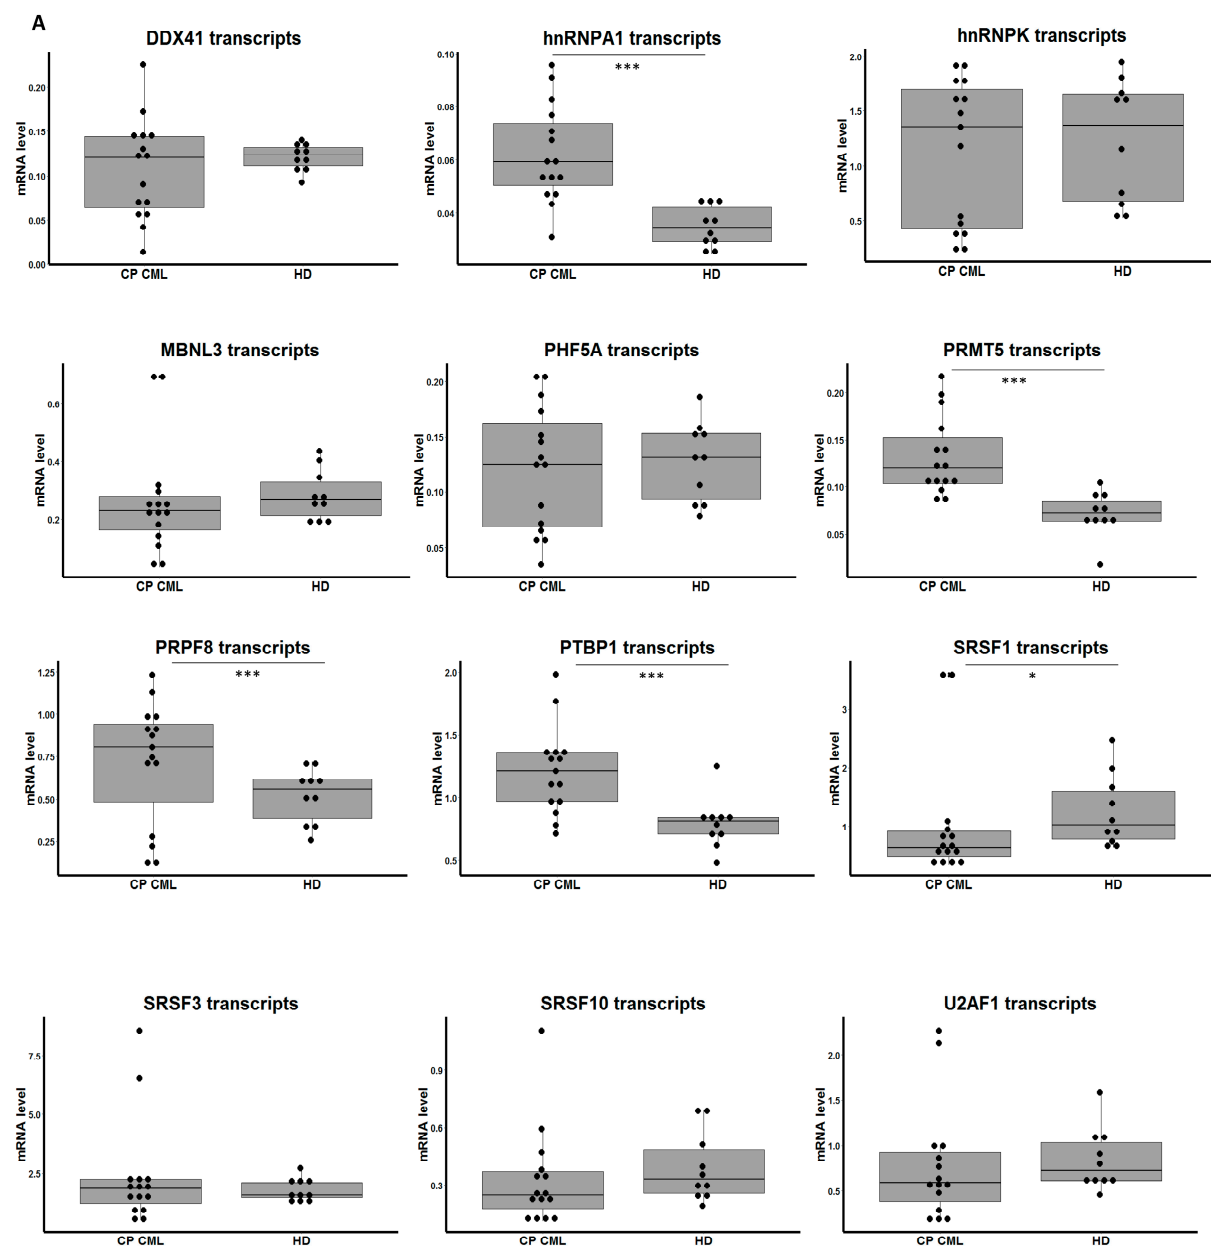 A
DDX41 transcripts
mRNA level
0.20
0.15
0.10
0.05
0.00
CP CML
HD
hnRNPA1 transcripts
mRNA level
0.10
0.08
0.06
0.04
***
CP CML
HD
hnRNPK transcripts
mRNA level
2.0
1.5
1.0
0.5
CP CML
HD
MBNL3 transcripts
mRNA level
0.6
0.4
0.2
CP CML
HD
PHF5A transcripts
mRNA level
0.20
0.15
0.10
0.05
CP CML
HD
PRMT5 transcripts
mRNA level
0.20
0.15
0.10
0.05
***
CP CML
HD
PRPF8 transcripts
mRNA level
1.25
1.00
0.75
0.50
0.25
***
CP CML
HD
PTBP1 transcripts
mRNA level
2.0
1.5
1.0
0.5
***
CP CML
HD
SRSF1 transcripts
mRNA level
3
2
1
*
CP CML
HD
SRSF3 transcripts
mRNA level
7.5
5.0
2.5
CP CML
HD
SRSF10 transcripts
mRNA level
0.9
0.6
0.3
CP CML
HD
U2AF1 transcripts
mRNA level
2.0
1.5
1.0
0.5
CP CML
HD